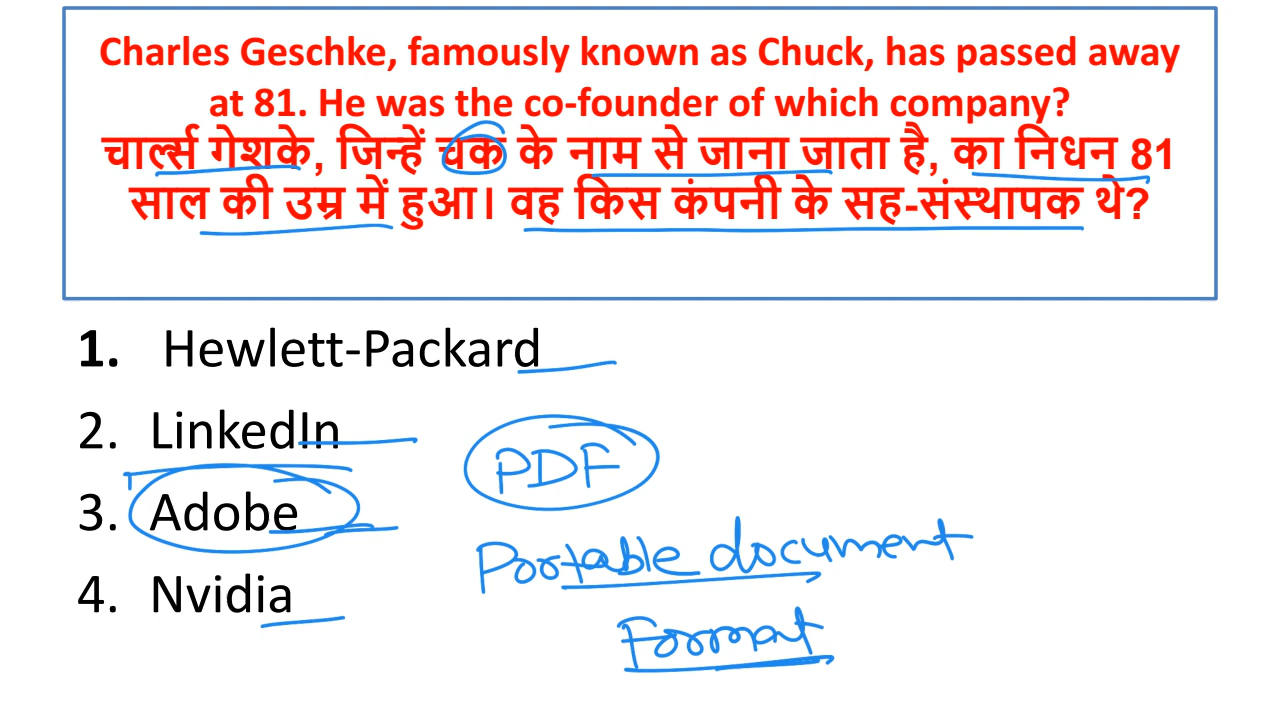 Charles Geschke, famously known as Chuck, has passed away
at 81. He was the co-founder of which company?
चार्ल्स गेशके, जिन्हें चक के नाम से जाना जाता है, का निधन 81
साल की उम्र में हुआ। वह किस कंपनी के सह-संस्थापक थे?
1. Hewlett-Packard
2. LinkedIn
3. Adobe
4. Nvidia
PDF
Portable document
Format